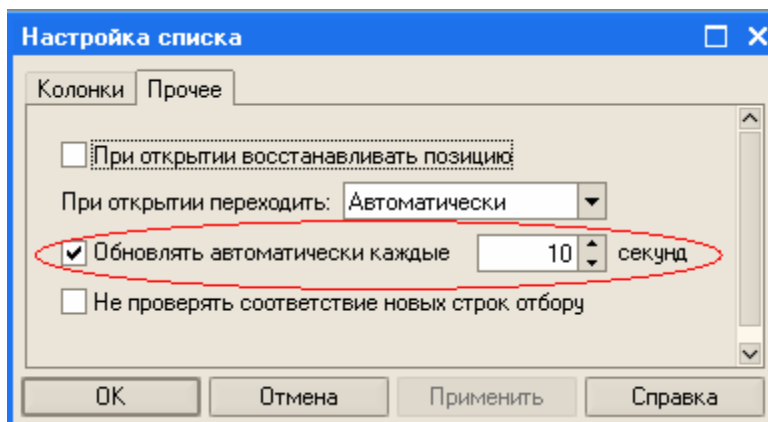 Настройка списка
Колонки Прочее
При открытии восстанавливать позицию
При открытии переходить: Автоматически
Обновлять автоматически каждые 10 секунд
Не проверять соответствие новых строк отбору
OK Отмена Применить Справка